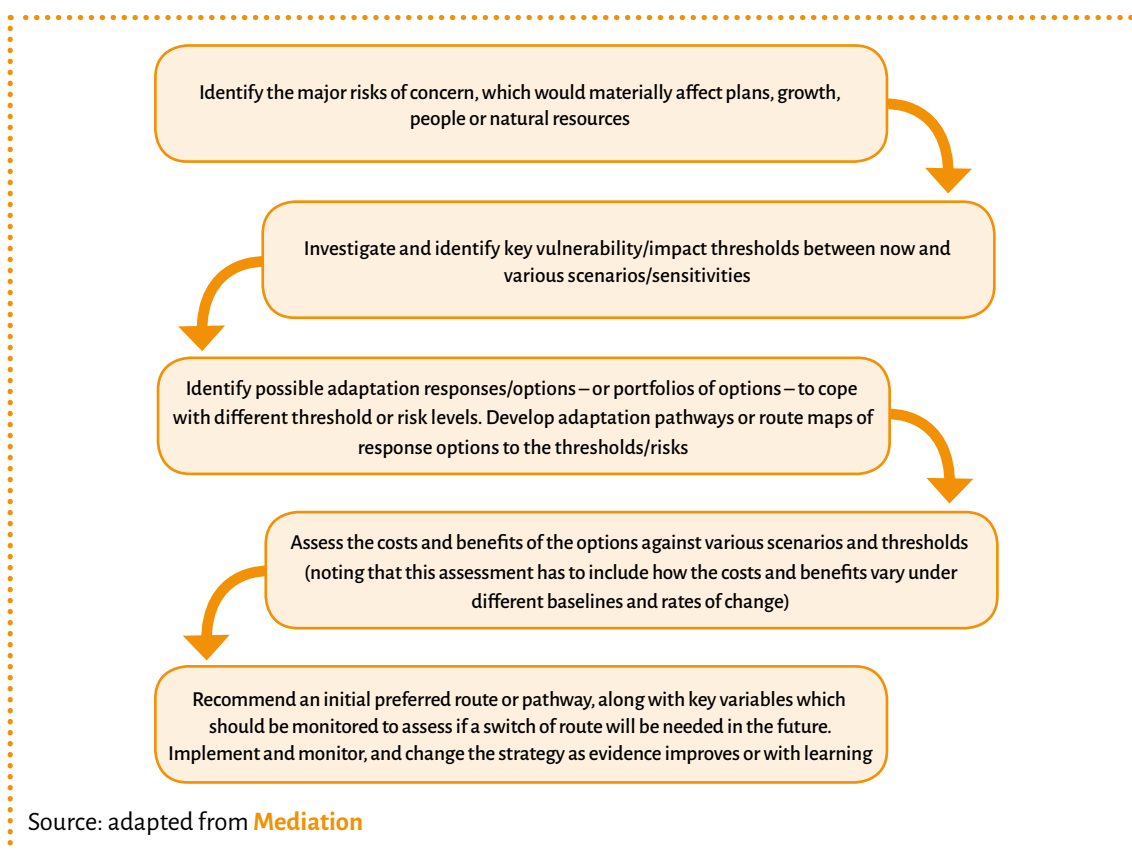 Identify the major risks of concern, which would materially affect plans, growth,
people or natural resources
Investigate and identify key vulnerability/impact thresholds between now and
various scenarios/sensitivities
Identify possible adaptation responses/options – or portfolios of options – to cope
with different threshold or risk levels. Develop adaptation pathways or route maps of
response options to the thresholds/risks
Assess the costs and benefits of the options against various scenarios and thresholds
(noting that this assessment has to include how the costs and benefits vary under
different baselines and rates of change)
Recommend an initial preferred route or pathway, along with key variables which
should be monitored to assess if a switch of route will be needed in the future.
Implement and monitor, and change the strategy as evidence improves or with learning
Source: adapted from Mediation